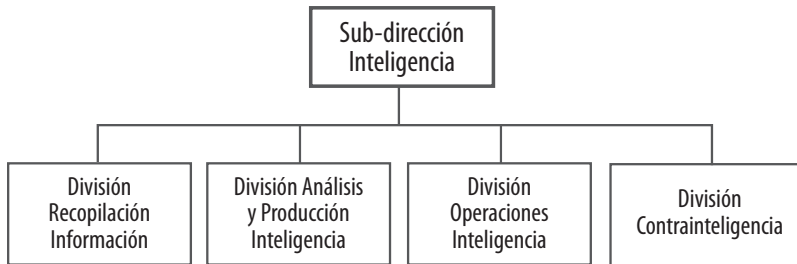 Sub-dirección
Inteligencia
División
Recopilación
Información
División Análisis
y Producción
Inteligencia
División
Operaciones
Inteligencia
División
Contrainteligencia